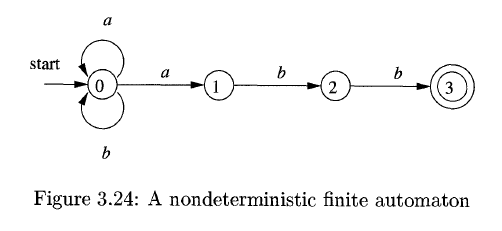 a
start
0 a 1 b 2 b 3
b
Figure 3.24: A nondeterministic finite automaton